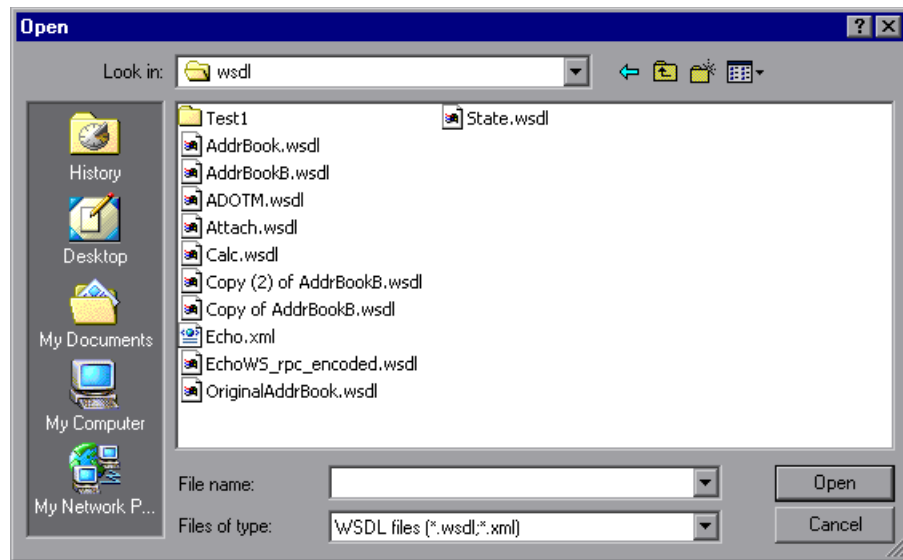 Open
Look in: wsdl
History
Desktop
My Documents
My Computer
My Network P...
Test1
AddrBook.wsdl
AddrBookB.wsdl
ADOTM.wsdl
Attach.wsdl
Calc.wsdl
Copy (2) of AddrBookB.wsdl
Copy of AddrBookB.wsdl
Echo.xml
EchoWS_rpc_encoded.wsdl
OriginalAddrBook.wsdl
State.wsdl
File name: Open
Files of type: WSDL files (*.wsdl;*.xml) Cancel